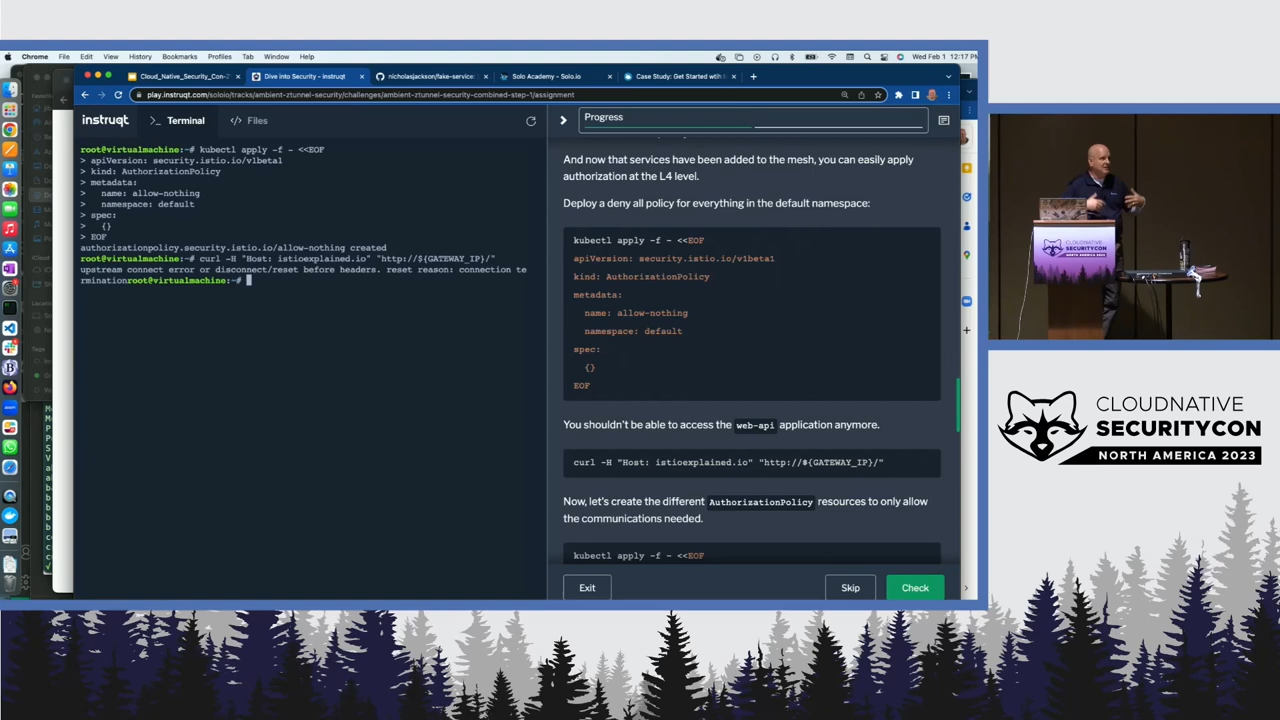 Chrome File Edit View History Bookmarks Profiles Tab Window Help
Wed Feb 1 12:17 PM
Cloud_Native_Security_Con-2
Dive into Security - Instruqt
nicholasjackson/fake-service:
Solo Academy - Solo.io
Case Study: Get Started with
play.instruqt.com/soloio/tracks/ambient-ztunnel-security/challenges/ambient-ztunnel-security-combined-step-1/assignment
instruqt
>_ Terminal
</> Files
Progress
root@virtualmachine:~# kubectl apply -f - <<EOF
> apiVersion: security.istio.io/v1beta1
> kind: AuthorizationPolicy
> metadata:
>   name: allow-nothing
>   namespace: default
> spec:
>   {}
> EOF
authorizationpolicy.security.istio.io/allow-nothing created
root@virtualmachine:~# curl -H "Host: istioexplained.io" "http://${GATEWAY_IP}/"
upstream connect error or disconnect/reset before headers. reset reason: connection te
rminationroot@virtualmachine:~#
And now that services have been added to the mesh, you can easily apply
authorization at the L4 level.
Deploy a deny all policy for everything in the default namespace:
kubectl apply -f - <<EOF
apiVersion: security.istio.io/v1beta1
kind: AuthorizationPolicy
metadata:
  name: allow-nothing
  namespace: default
spec:
  {}
EOF
You shouldn't be able to access the web-api application anymore.
curl -H "Host: istioexplained.io" "http://${GATEWAY_IP}/"
Now, let's create the different AuthorizationPolicy resources to only allow
the communications needed.
kubectl apply -f - <<EOF
Exit
Skip
Check
CLOUDNATIVE
SECURITYCON
NORTH AMERICA 2023
CLOUDNATIVE
SECURITYCON
NORTH AMERICA 2023